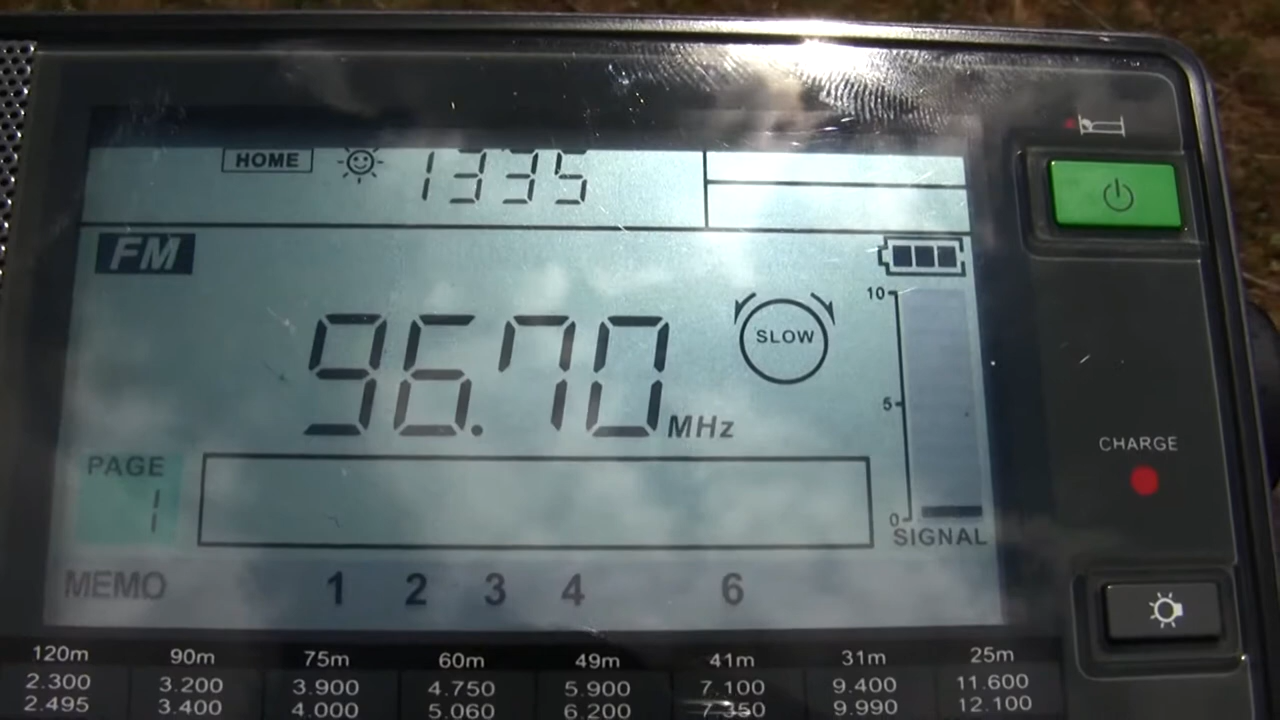 HOME 1335
FM
96.70 MHz
SLOW
10
5
0
SIGNAL
PAGE
1
CHARGE
MEMO 1 2 3 4 6
120m 90m 75m 60m 49m 41m 31m 25m
2.300 3.200 3.900 4.750 5.900 7.100 9.400 11.600
2.495 3.400 4.000 5.060 6.200 7.350 9.990 12.100